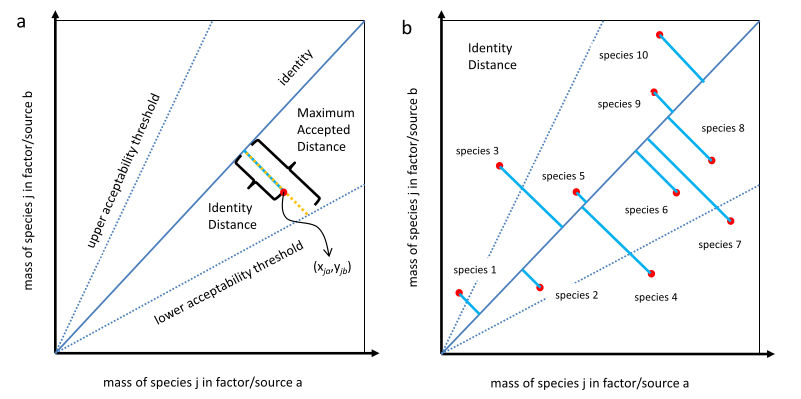 a
upper acceptability threshold
identity
Maximum
Accepted
Distance
Identity
Distance
(xja,yjb)
lower acceptability threshold
mass of species j in factor/source b
mass of species j in factor/source a
b
Identity
Distance
species 10
species 9
species 8
species 3
species 5
species 6
species 7
species 1
species 2
species 4
mass of species j in factor/source b
mass of species j in factor/source a